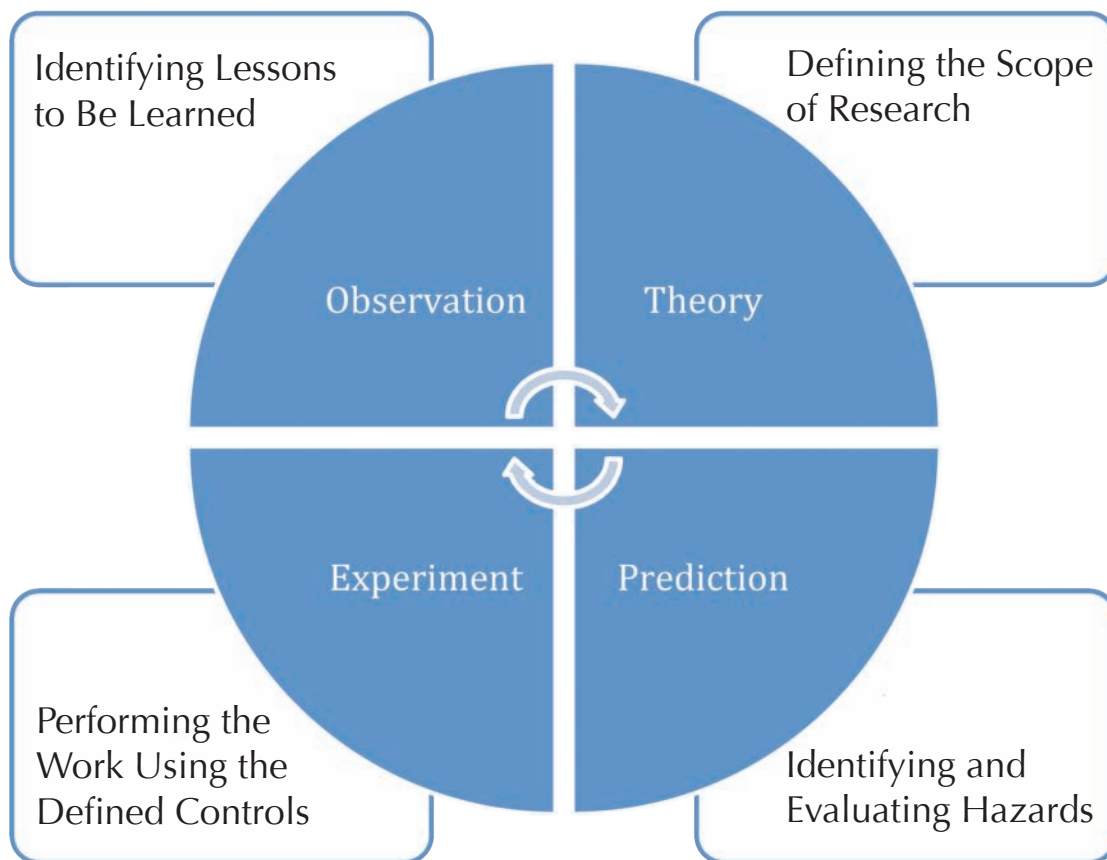 Identifying Lessons
to Be Learned
Defining the Scope
of Research
Observation
Theory
Experiment
Prediction
Performing the
Work Using the
Defined Controls
Identifying and
Evaluating Hazards